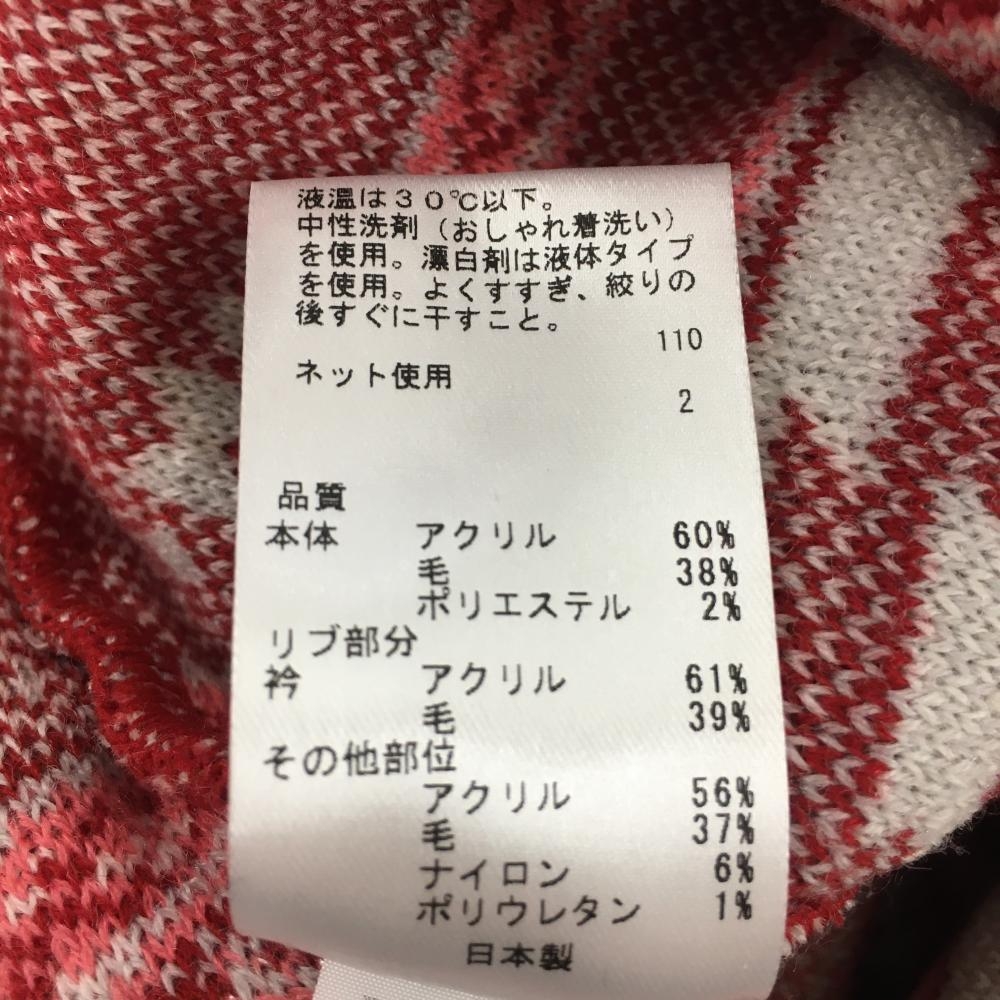 液温は３０℃以下。
中性洗剤（おしゃれ着洗い）
を使用。漂白剤は液体タイプ
を使用。よくすすぎ、絞りの
後すぐに干すこと。
110
ネット使用
2
品質
本体 アクリル 60%
毛 38%
ポリエステル 2%
リブ部分
衿 アクリル 61%
毛 39%
その他部位
アクリル 56%
毛 37%
ナイロン 6%
ポリウレタン 1%
日本製